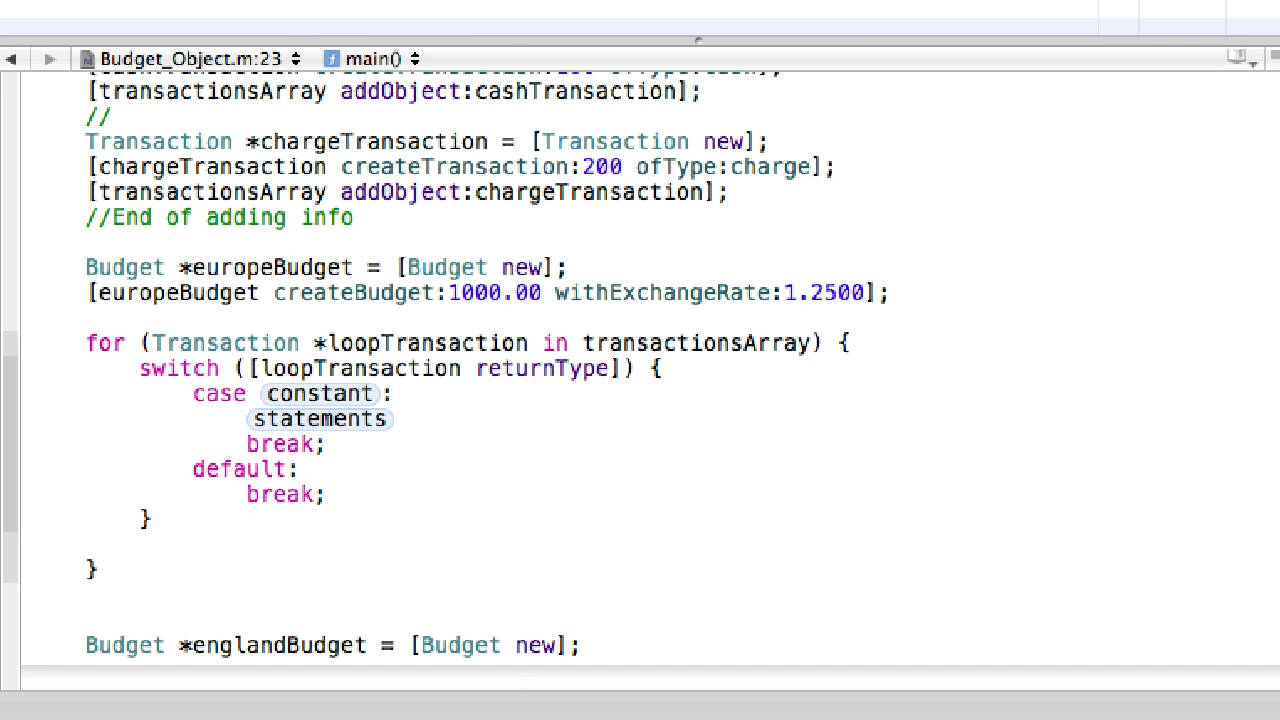 Budget_Object.m:23 main()
[transactionsArray addObject:cashTransaction];
//
Transaction *chargeTransaction = [Transaction new];
[chargeTransaction createTransaction:200 ofType:charge];
[transactionsArray addObject:chargeTransaction];
//End of adding info
Budget *europeBudget = [Budget new];
[europeBudget createBudget:1000.00 withExchangeRate:1.2500];
for (Transaction *loopTransaction in transactionsArray) {
switch ([loopTransaction returnType]) {
case constant:
statements
break;
default:
break;
}
}
Budget *englandBudget = [Budget new];